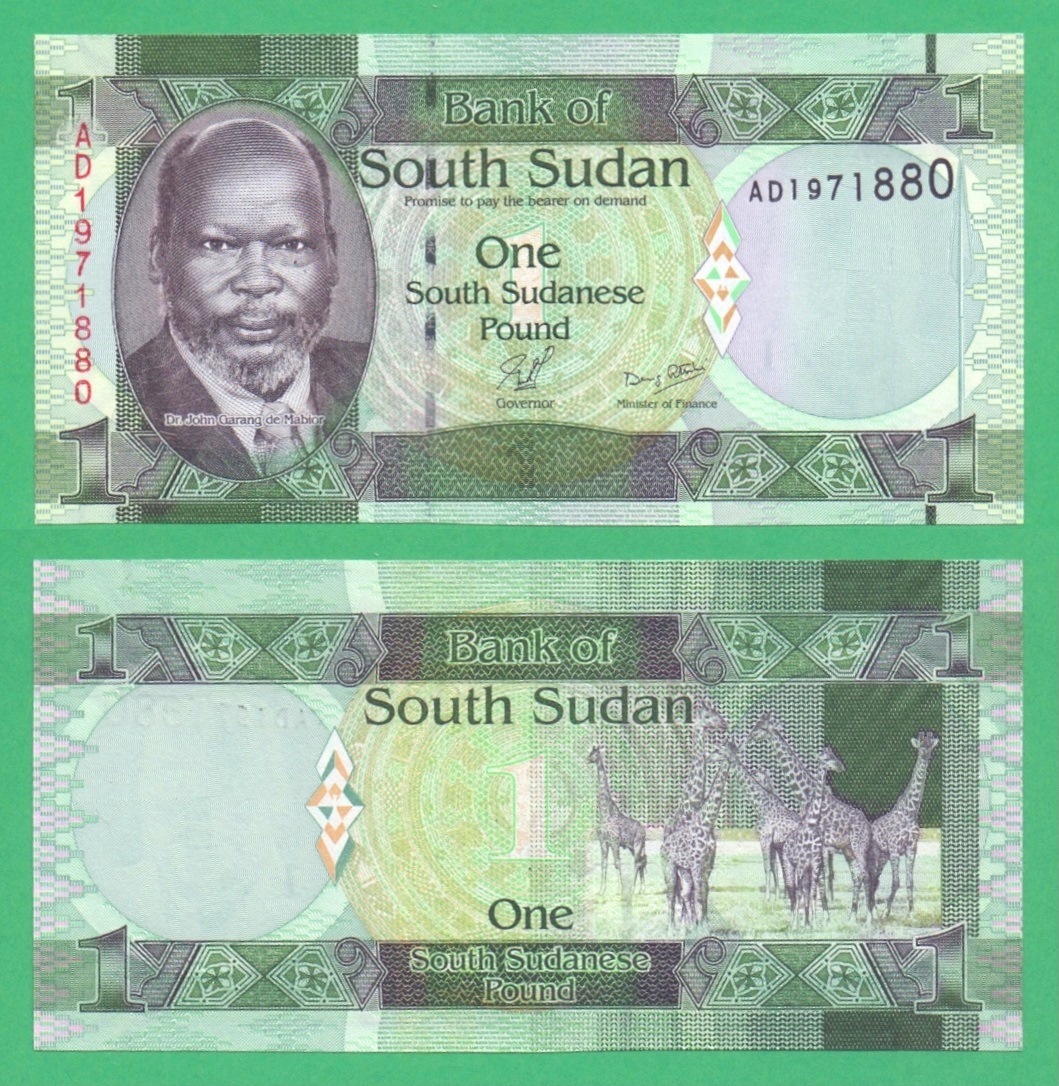 1
1
Bank of
South Sudan
Promise to pay the bearer on demand
AD1971880
AD1971880
One
South Sudanese
Pound
1
Governor
Minister of Finance
Dr. John Garang de Mabior
1
1
1
1
Bank of
South Sudan
1
One
South Sudanese
Pound
1
1